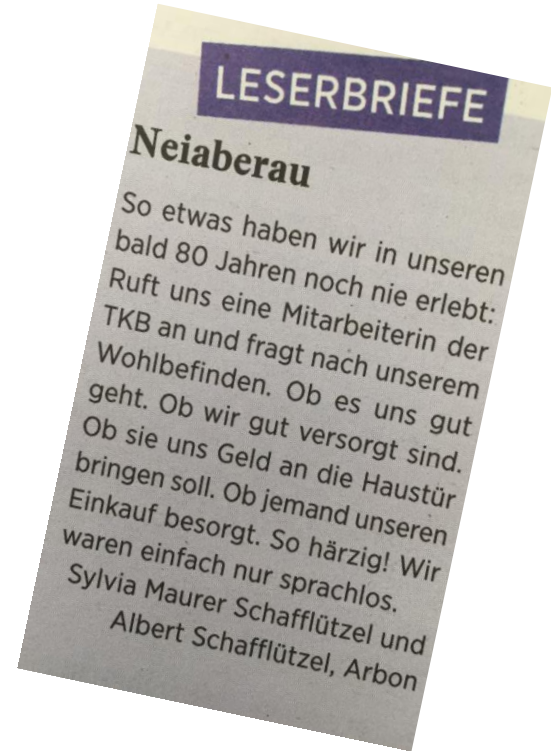 LESERBRIEFE
Neiaberau
So etwas haben wir in unseren
bald 80 Jahren noch nie erlebt:
Ruft uns eine Mitarbeiterin der
TKB an und fragt nach unserem
Wohlbefinden. Ob es uns gut
geht. Ob wir gut versorgt sind.
Ob sie uns Geld an die Haustür
bringen soll. Ob jemand unseren
Einkauf besorgt. So härzig! Wir
waren einfach nur sprachlos.
Sylvia Maurer Schafflützel und
Albert Schafflützel, Arbon